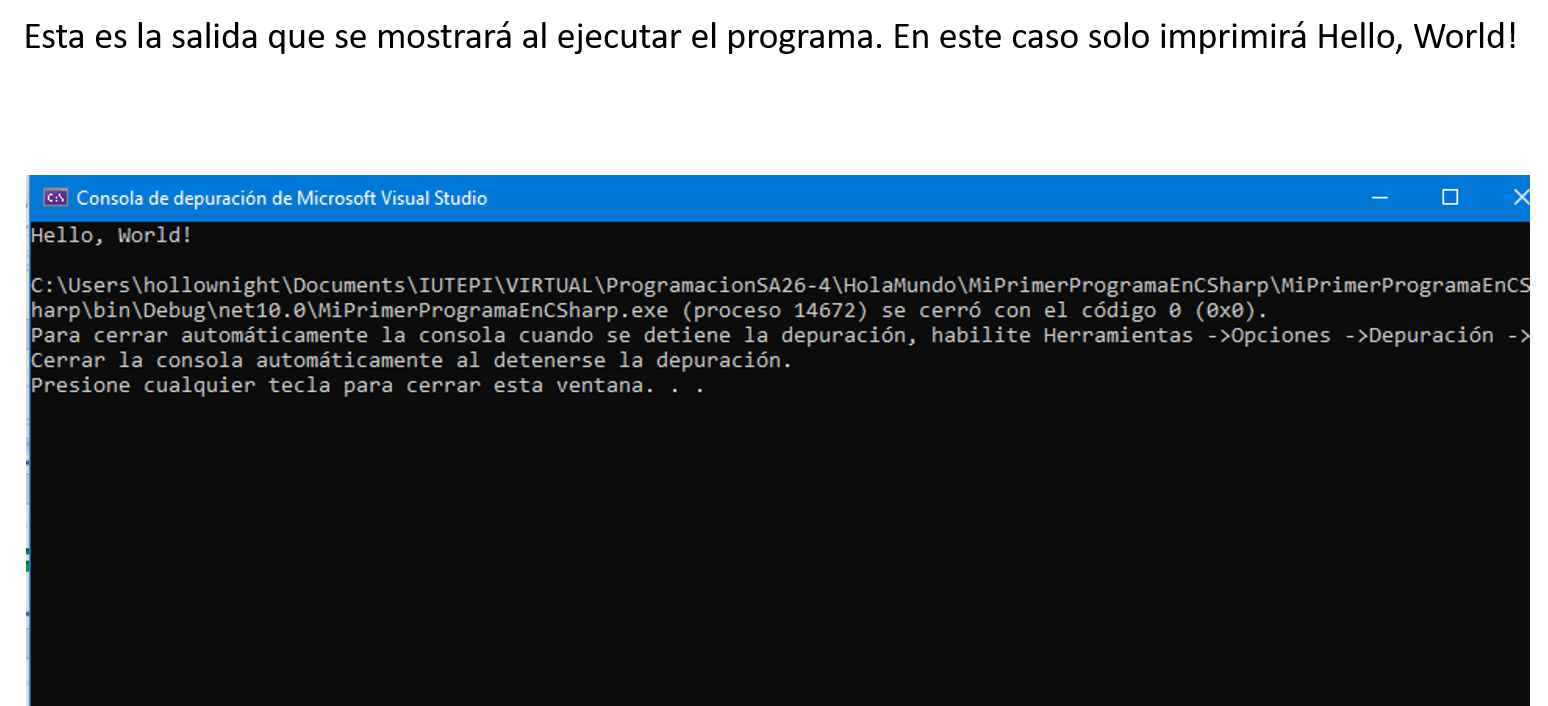 Esta es la salida que se mostrará al ejecutar el programa. En este caso solo imprimirá Hello, World!
Consola de depuración de Microsoft Visual Studio
Hello, World!
C:\Users\hollownight\Documents\IUTEPI\VIRTUAL\ProgramacionSA26-4\HolaMundo\MiPrimerProgramaEnCSharp\MiPrimerProgramaEnCS
harp\bin\Debug\net10.0\MiPrimerProgramaEnCSharp.exe (proceso 14672) se cerró con el código 0 (0x0).
Para cerrar automáticamente la consola cuando se detiene la depuración, habilite Herramientas ->Opciones ->Depuración ->
Cerrar la consola automáticamente al detenerse la depuración.
Presione cualquier tecla para cerrar esta ventana. . .